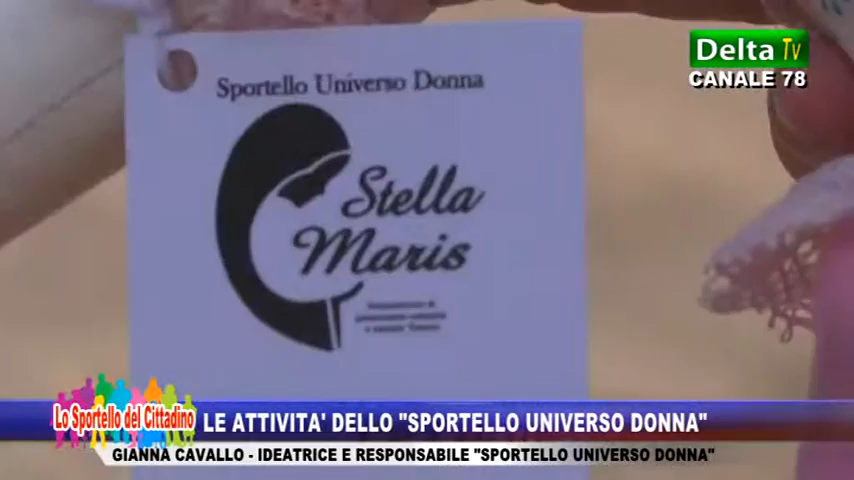 Delta Tv
CANALE 78
Sportello Universo Donna
Stella
Maris
Lo Sportello del Cittadino
LE ATTIVITA' DELLO "SPORTELLO UNIVERSO DONNA"
GIANNA CAVALLO - IDEATRICE E RESPONSABILE "SPORTELLO UNIVERSO DONNA"